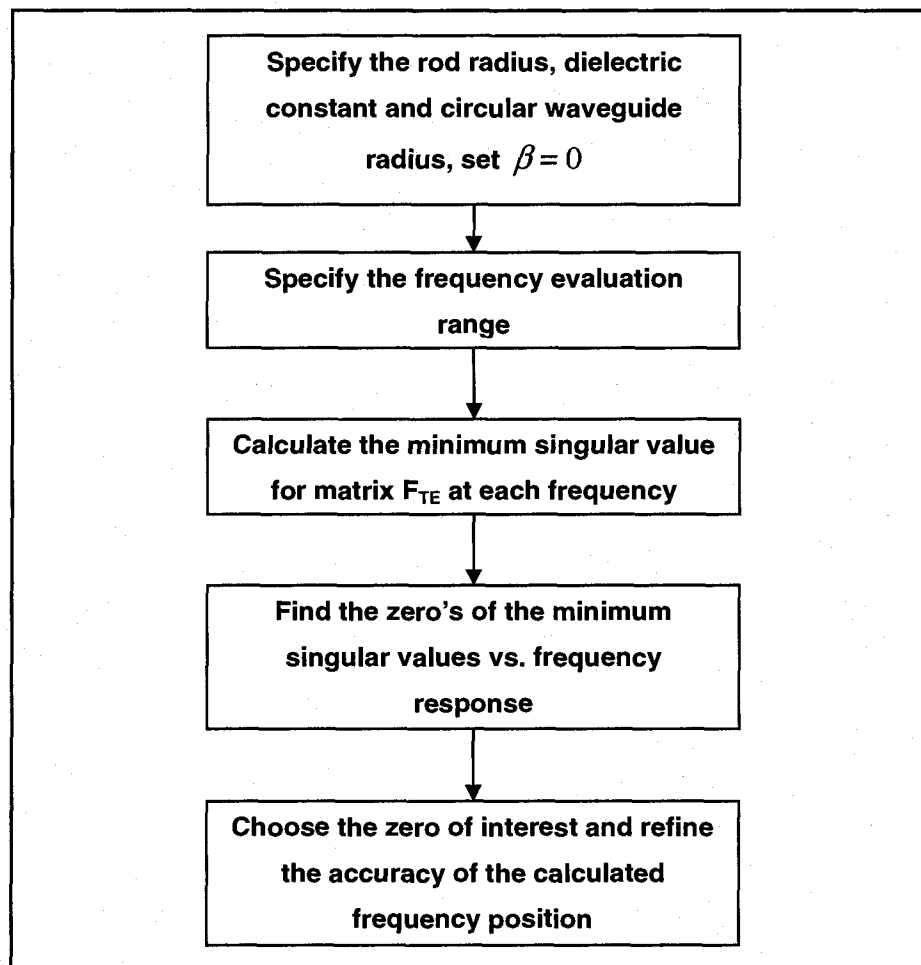 Specify the rod radius, dielectric
constant and circular waveguide
radius, set β = 0
Specify the frequency evaluation
range
Calculate the minimum singular value
for matrix FTE at each frequency
Find the zero's of the minimum
singular values vs. frequency
response
Choose the zero of interest and refine
the accuracy of the calculated
frequency position